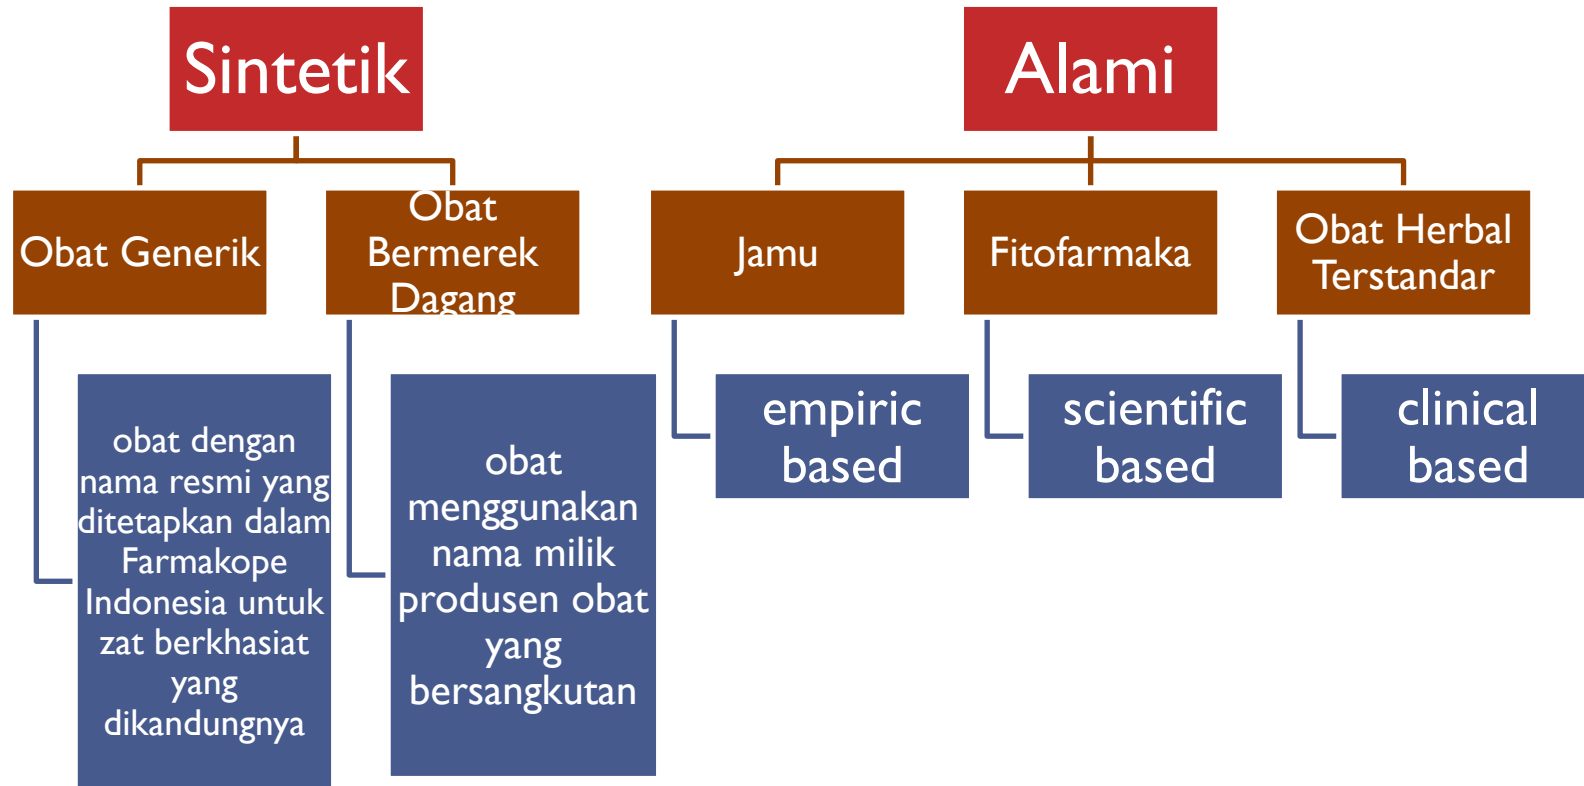 Sintetik
Obat Generik
obat dengan
nama resmi yang
ditetapkan dalam
Farmakope
Indonesia untuk
zat berkhasiat
yang
dikandungnya
Obat
Bermerek
Dagang
obat
menggunakan
nama milik
produsen obat
yang
bersangkutan
Alami
Jamu
empiric
based
Fitofarmaka
scientific
based
Obat Herbal
Terstandar
clinical
based